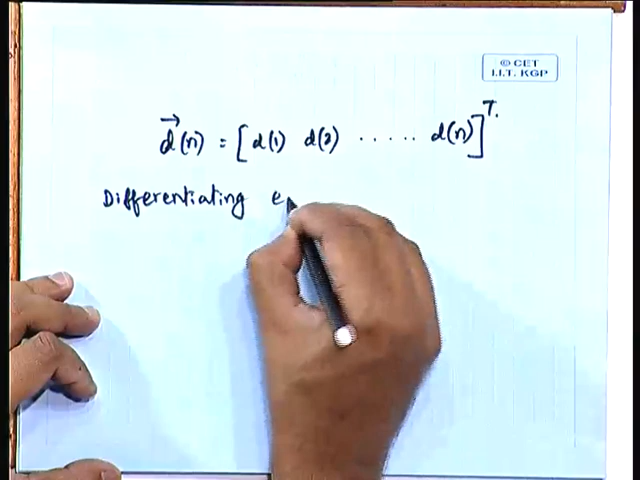 © CET
I.I.T. KGP
d⃗(n) = [d(1) d(2) ..... d(n)]^T.
Differentiating e